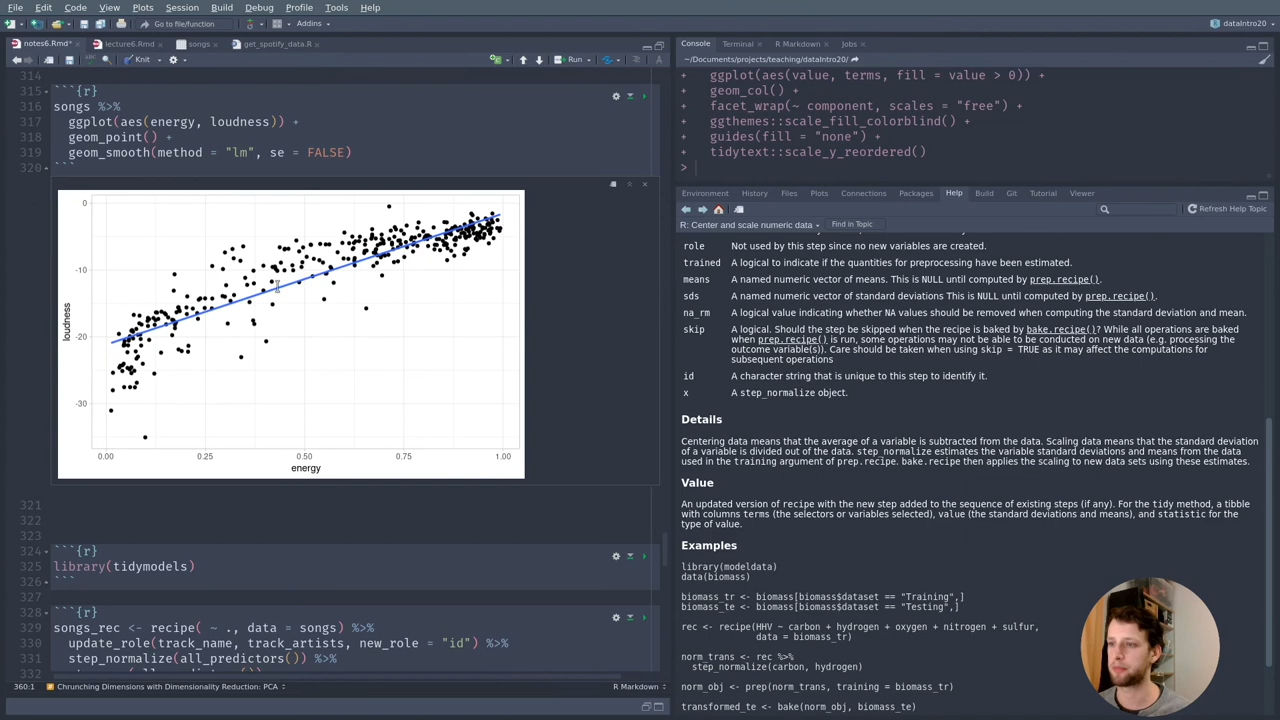 File Edit Code View Plots Session Build Debug Profile Tools Help
Go to file/function
Addins
dataIntro20
notes6.Rmd*
lecture6.Rmd
songs
get_spotify_data.R
Knit
Run
314
315 ```{r}
316 songs %>%
317 ggplot(aes(energy, loudness)) +
318 geom_point() +
319 geom_smooth(method = "lm", se = FALSE)
320 ```
0
-10
-20
-30
loudness
0.00 0.25 0.50 0.75 1.00
energy
321
322
323
324 ```{r}
325 library(tidymodels)
326 ```
327
328 ```{r}
329 songs_rec <- recipe( ~ ., data = songs) %>%
330 update_role(track_name, track_artists, new_role = "id") %>%
331 step_normalize(all_predictors()) %>%
332
360:1 Chrunching Dimensions with Dimensionality Reduction: PCA
R Markdown
Console Terminal R Markdown Jobs
~/Documents/projects/teaching/dataIntro20/
+ ggplot(aes(value, terms, fill = value > 0)) +
+ geom_col() +
+ facet_wrap(~ component, scales = "free") +
+ ggthemes::scale_fill_colorblind() +
+ guides(fill = "none") +
+ tidytext::scale_y_reordered()
>
Environment History Files Plots Connections Packages Help Build Git Tutorial Viewer
Refresh Help Topic
R: Center and scale numeric data
Find in Topic
role Not used by this step since no new variables are created.
trained A logical to indicate if the quantities for preprocessing have been estimated.
means A named numeric vector of means. This is NULL until computed by prep.recipe().
sds A named numeric vector of standard deviations This is NULL until computed by prep.recipe().
na_rm A logical value indicating whether NA values should be removed when computing the standard deviation and mean.
skip A logical. Should the step be skipped when the recipe is baked by bake.recipe()? While all operations are baked
when prep.recipe() is run, some operations may not be able to be conducted on new data (e.g. processing the
outcome variable(s)). Care should be taken when using skip = TRUE as it may affect the computations for
subsequent operations
id A character string that is unique to this step to identify it.
x A step_normalize object.
Details
Centering data means that the average of a variable is subtracted from the data. Scaling data means that the standard deviation
of a variable is divided out of the data. step_normalize estimates the variable standard deviations and means from the data
used in the training argument of prep.recipe. bake.recipe then applies the scaling to new data sets using these estimates.
Value
An updated version of recipe with the new step added to the sequence of existing steps (if any). For the tidy method, a tibble
with columns terms (the selectors or variables selected), value (the standard deviations and means), and statistic for the
type of value.
Examples
library(modeldata)
data(biomass)
biomass_tr <- biomass[biomass$dataset == "Training",]
biomass_te <- biomass[biomass$dataset == "Testing",]
rec <- recipe(HHV ~ carbon + hydrogen + oxygen + nitrogen + sulfur,
data = biomass_tr)
norm_trans <- rec %>%
step_normalize(carbon, hydrogen)
norm_obj <- prep(norm_trans, training = biomass_tr)
transformed_te <- bake(norm_obj, biomass_te)